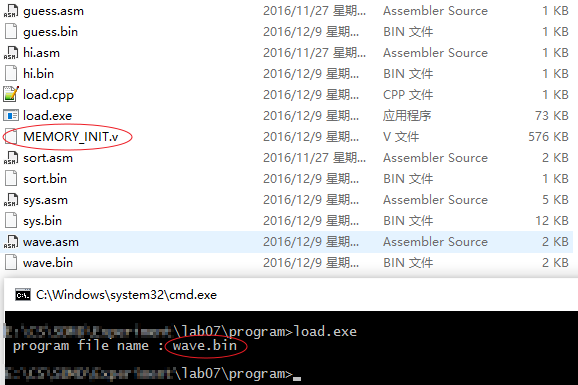 guess.asm 2016/11/27 星期... Assembler Source 1 KB
guess.bin 2016/12/9 星期... BIN 文件 1 KB
hi.asm 2016/11/27 星期... Assembler Source 1 KB
hi.bin 2016/12/9 星期... BIN 文件 1 KB
load.cpp 2016/12/9 星期... CPP 文件 1 KB
load.exe 2016/12/9 星期... 应用程序 73 KB
MEMORY_INIT.v 2016/12/9 星期... V 文件 576 KB
sort.asm 2016/11/27 星期... Assembler Source 2 KB
sort.bin 2016/12/9 星期... BIN 文件 1 KB
sys.asm 2016/12/9 星期... Assembler Source 5 KB
sys.bin 2016/12/9 星期... BIN 文件 12 KB
wave.asm 2016/12/9 星期... Assembler Source 2 KB
wave.bin 2016/12/9 星期... BIN 文件 2 KB
C:\Windows\system32\cmd.exe
\lab07\program>load.exe
program file name : wave.bin
\lab07\program>_